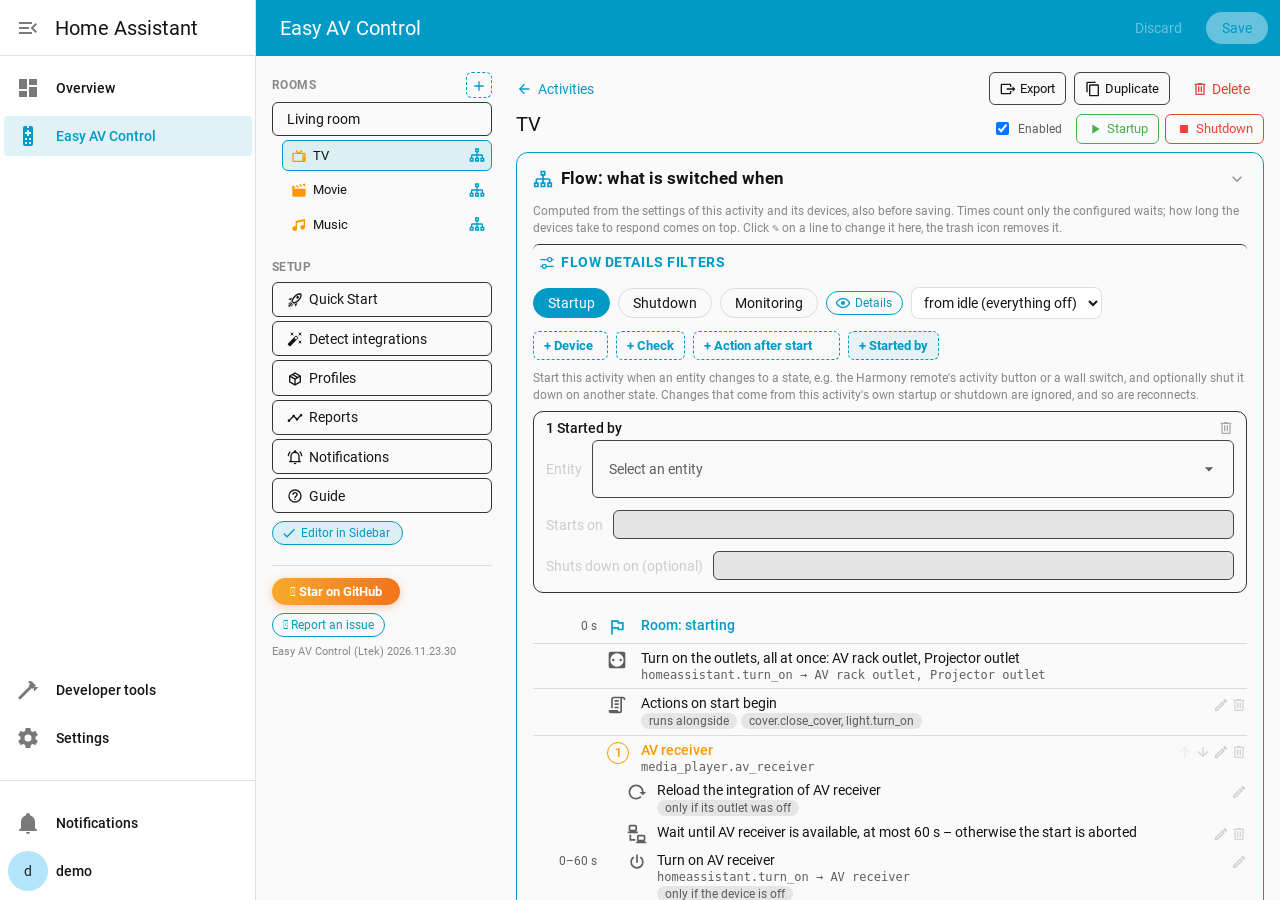 Home Assistant
Easy AV Control
Discard
Save
Overview
Easy AV Control
Developer tools
Settings
Notifications
d
demo
ROOMS
+
Living room
TV
Movie
Music
SETUP
Quick Start
Detect integrations
Profiles
Reports
Notifications
Guide
Editor in Sidebar
Star on GitHub
Report an issue
Easy AV Control (Ltek) 2026.11.23.30
Activities
Export
Duplicate
Delete
TV
Enabled
Startup
Shutdown
Flow: what is switched when
Computed from the settings of this activity and its devices, also before saving. Times count only the configured waits; how long the
devices take to respond comes on top. Click ✎ on a line to change it here, the trash icon removes it.
FLOW DETAILS FILTERS
Startup
Shutdown
Monitoring
Details
from idle (everything off)
+ Device
+ Check
+ Action after start
+ Started by
Start this activity when an entity changes to a state, e.g. the Harmony remote's activity button or a wall switch, and optionally shut it
down on another state. Changes that come from this activity's own startup or shutdown are ignored, and so are reconnects.
1 Started by
Entity
Select an entity
Starts on
Shuts down on (optional)
0 s
Room: starting
Turn on the outlets, all at once: AV rack outlet, Projector outlet
homeassistant.turn_on → AV rack outlet, Projector outlet
Actions on start begin
runs alongside
cover.close_cover, light.turn_on
1
AV receiver
media_player.av_receiver
Reload the integration of AV receiver
only if its outlet was off
Wait until AV receiver is available, at most 60 s – otherwise the start is aborted
0–60 s
Turn on AV receiver
homeassistant.turn_on → AV receiver
only if the device is off